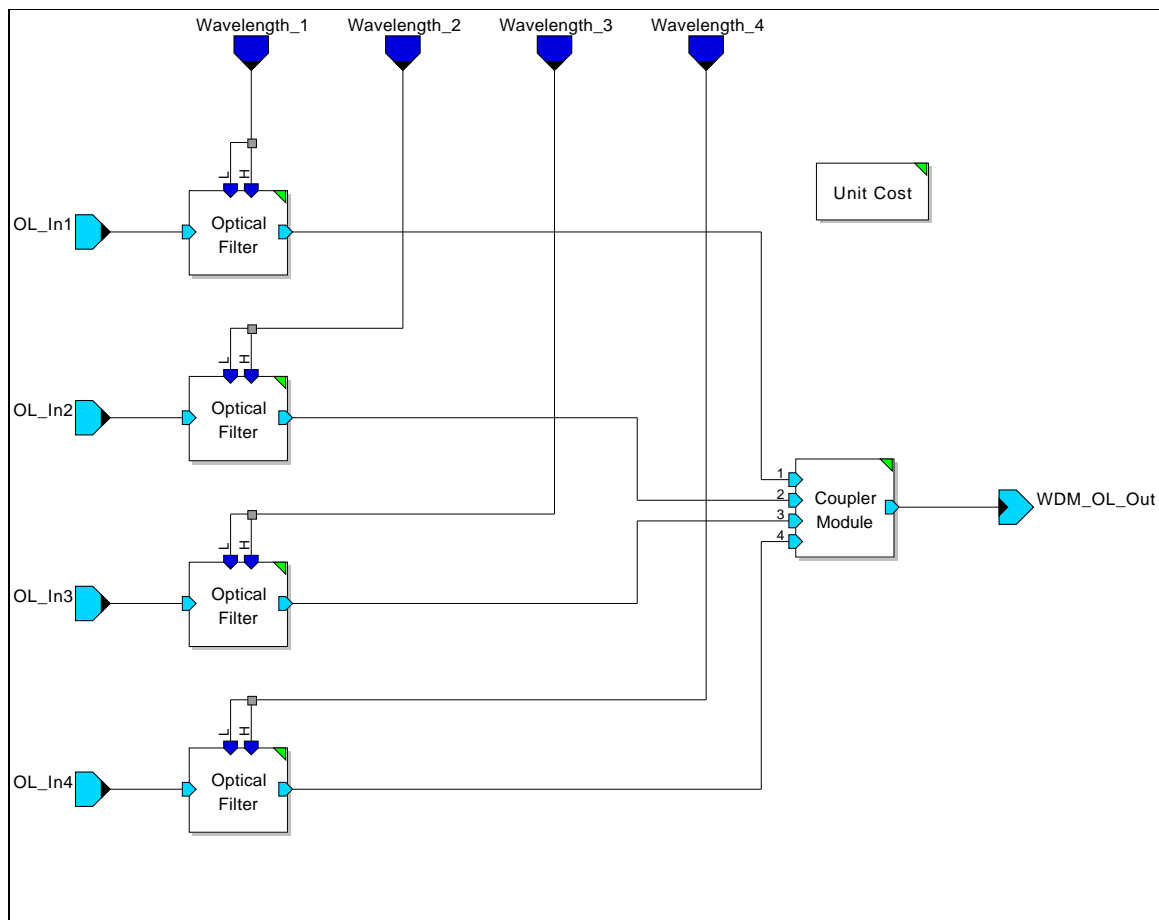 Wavelength_1
Wavelength_2
Wavelength_3
Wavelength_4
L
H
OL_In1
Optical
Filter
Unit Cost
L
H
OL_In2
Optical
Filter
1
2
3
4
Coupler
Module
WDM_OL_Out
L
H
OL_In3
Optical
Filter
L
H
OL_In4
Optical
Filter